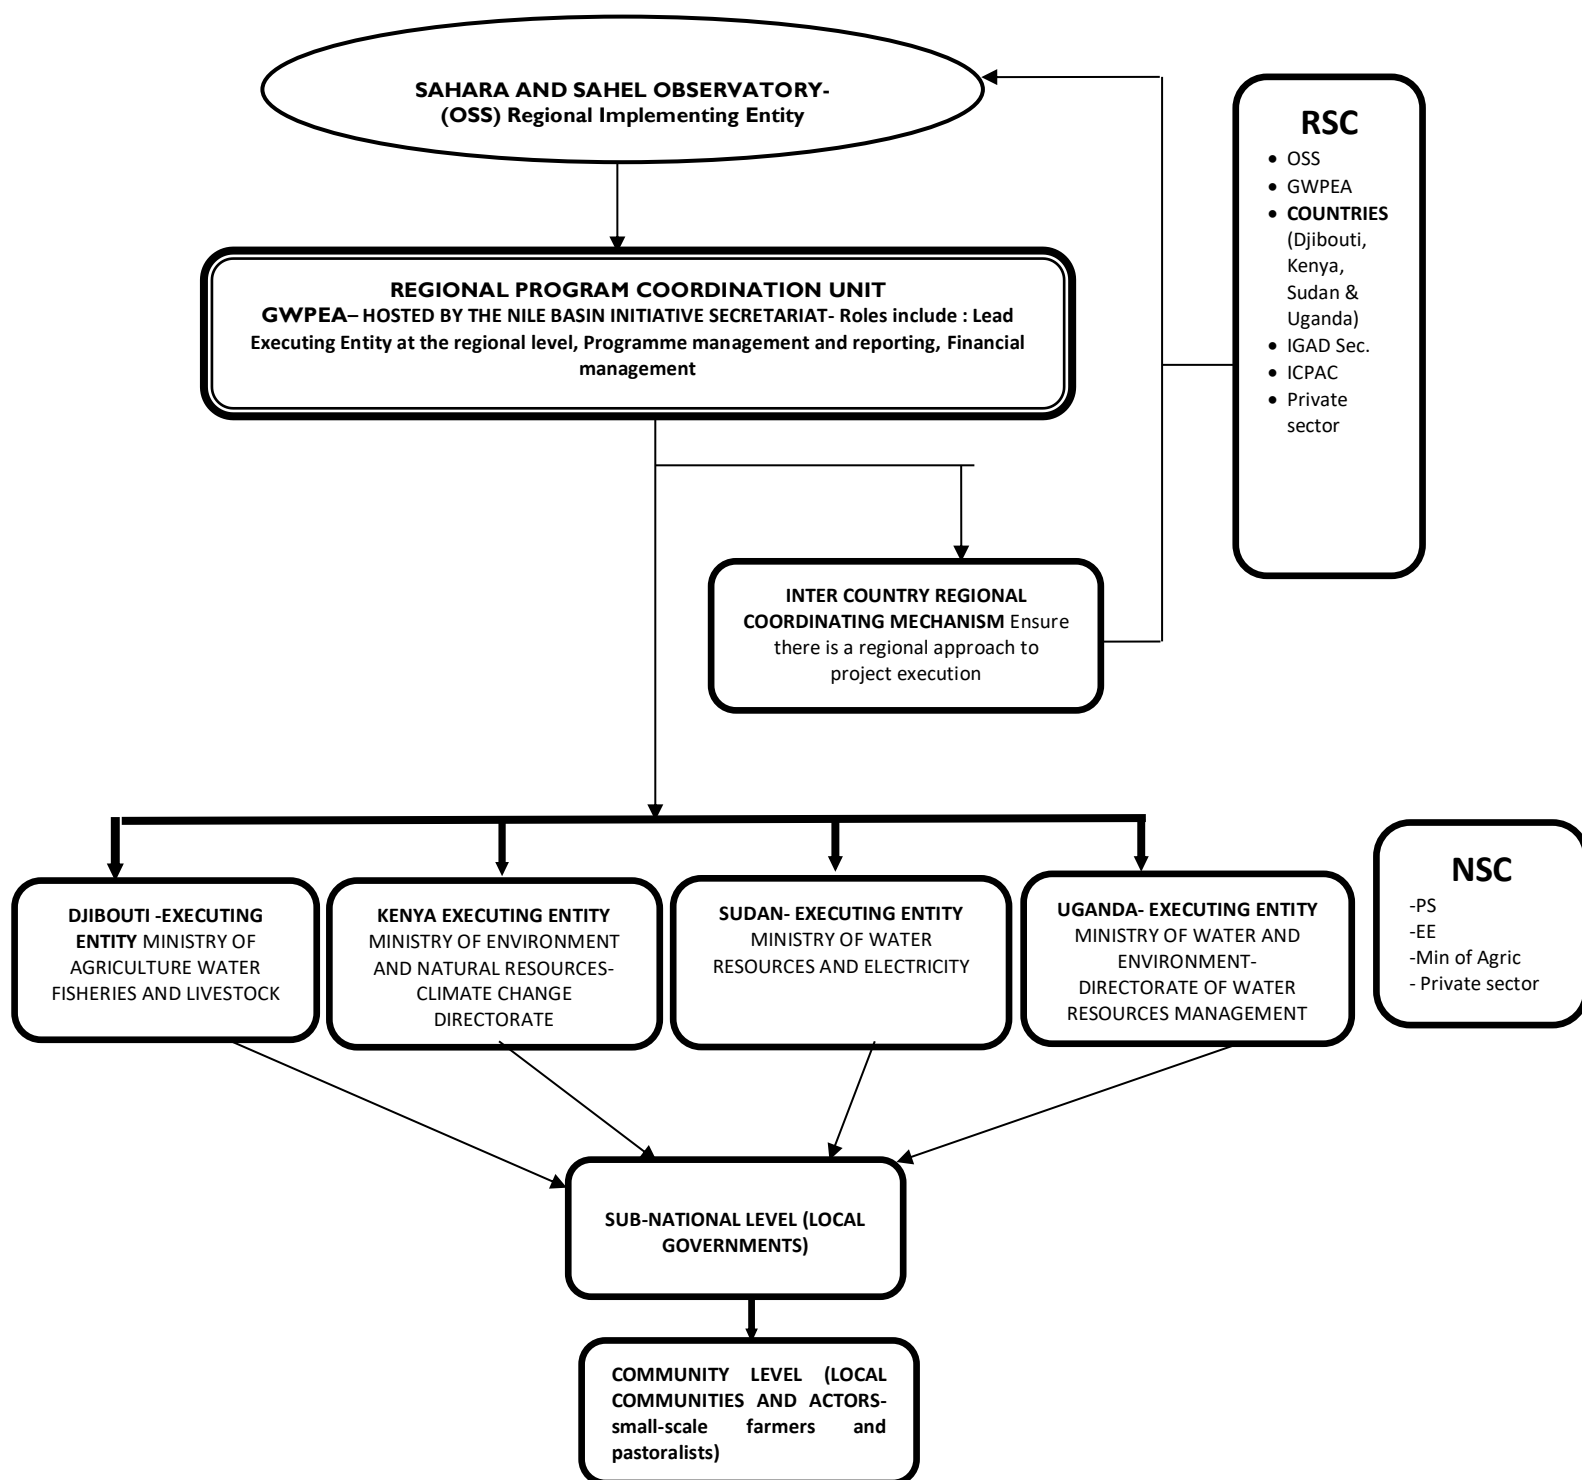 SAHARA AND SAHEL OBSERVATORY-
(OSS) Regional Implementing Entity
RSC
• OSS
• GWPEA
• COUNTRIES
(Djibouti,
Kenya,
Sudan &
Uganda)
• IGAD Sec.
• ICPAC
• Private
sector
REGIONAL PROGRAM COORDINATION UNIT
GWPEA– HOSTED BY THE NILE BASIN INITIATIVE SECRETARIAT- Roles include : Lead
Executing Entity at the regional level, Programme management and reporting, Financial
management
INTER COUNTRY REGIONAL
COORDINATING MECHANISM Ensure
there is a regional approach to
project execution
DJIBOUTI -EXECUTING
ENTITY MINISTRY OF
AGRICULTURE WATER
FISHERIES AND LIVESTOCK
KENYA EXECUTING ENTITY
MINISTRY OF ENVIRONMENT
AND NATURAL RESOURCES-
CLIMATE CHANGE
DIRECTORATE
SUDAN- EXECUTING ENTITY
MINISTRY OF WATER
RESOURCES AND ELECTRICITY
UGANDA- EXECUTING ENTITY
MINISTRY OF WATER AND
ENVIRONMENT-
DIRECTORATE OF WATER
RESOURCES MANAGEMENT
NSC
-PS
-EE
-Min of Agric
- Private sector
SUB-NATIONAL LEVEL (LOCAL
GOVERNMENTS)
COMMUNITY LEVEL (LOCAL
COMMUNITIES AND ACTORS-
small-scale farmers and
pastoralists)